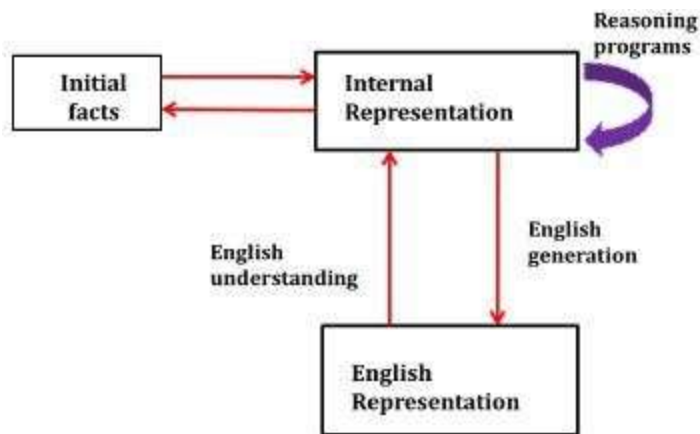 Reasoning
programs
Initial
facts
Internal
Representation
English
understanding
English
generation
English
Representation